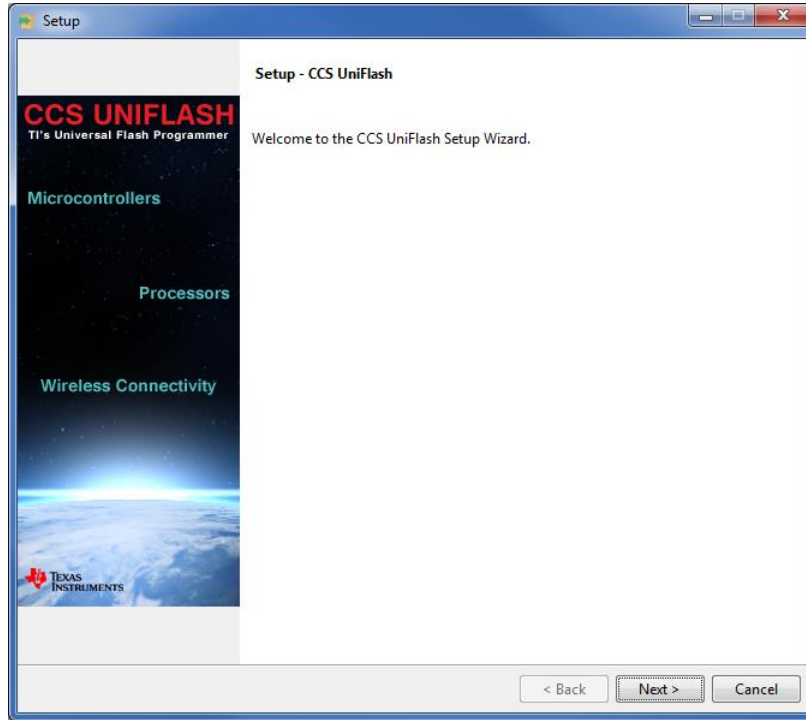 Setup
Setup - CCS UniFlash
CCS UNIFLASH
TI's Universal Flash Programmer
Welcome to the CCS UniFlash Setup Wizard.
Microcontrollers
Processors
Wireless Connectivity
TEXAS
INSTRUMENTS
< Back Next > Cancel